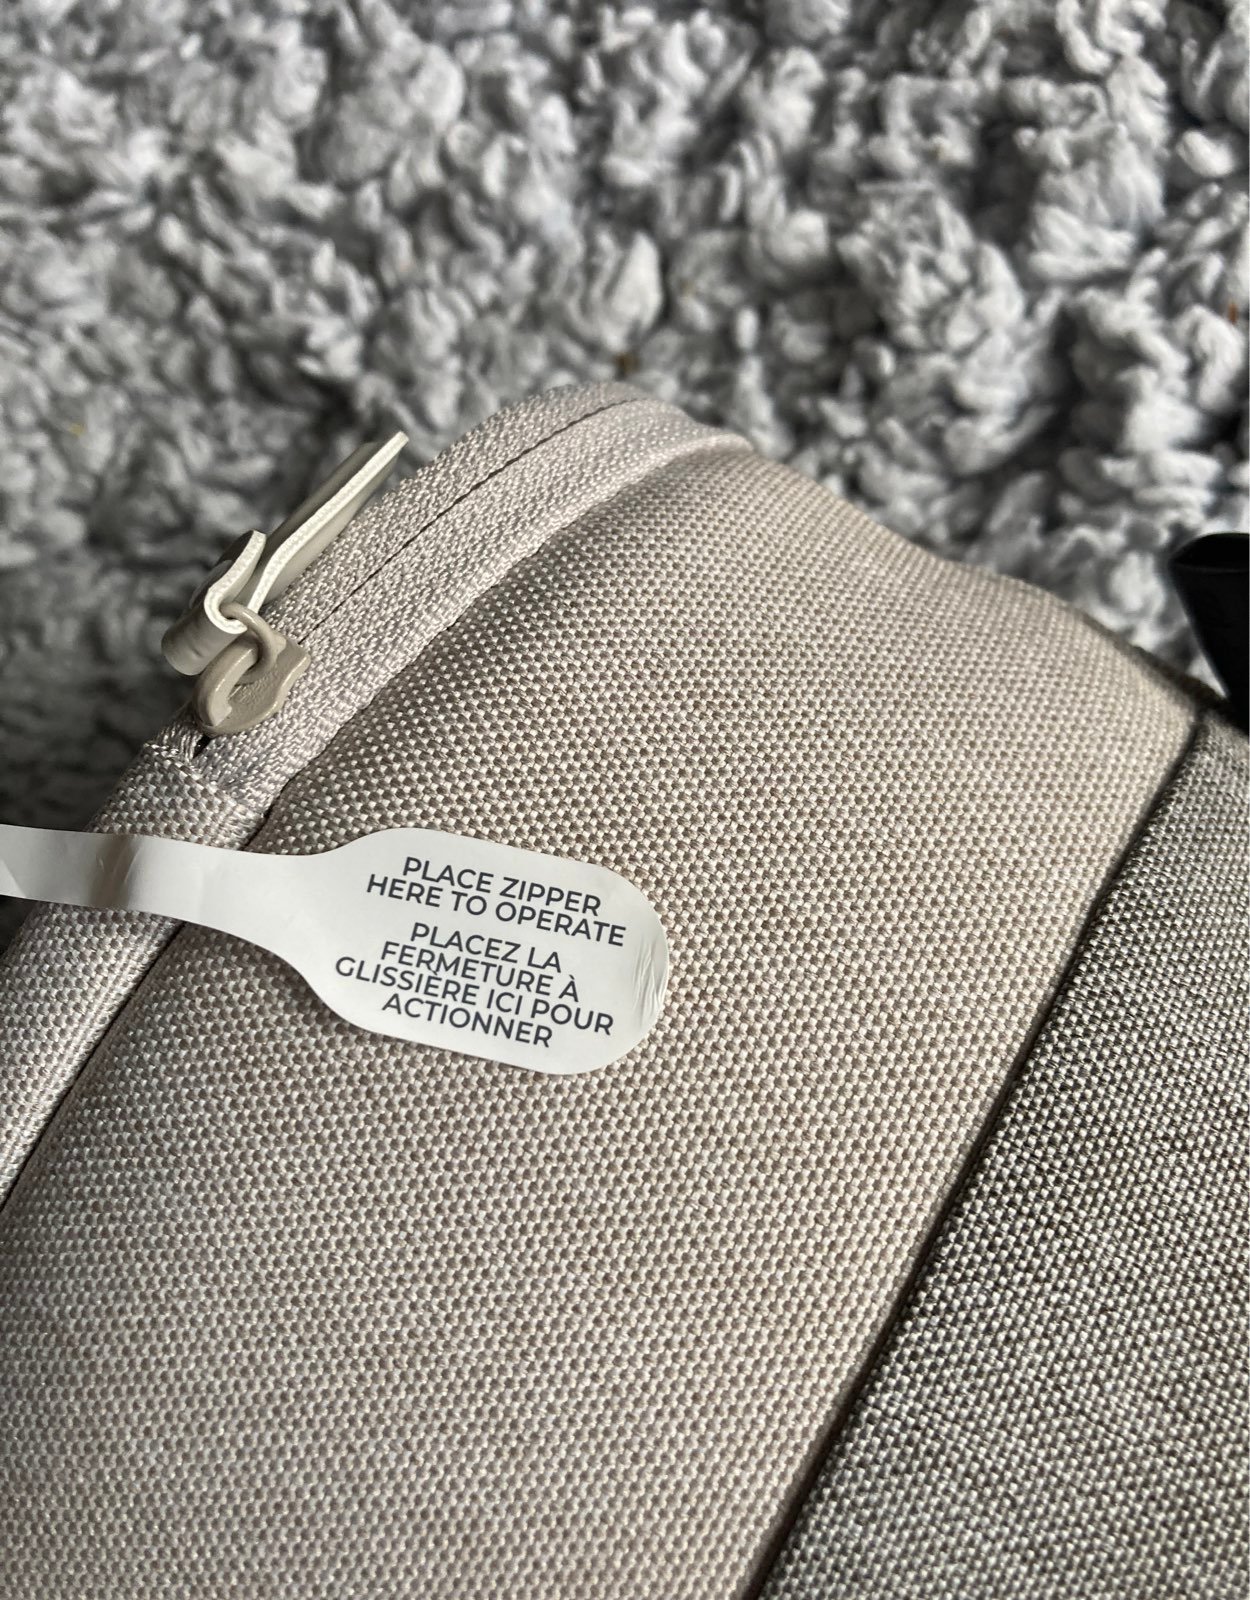 PLACE ZIPPER
HERE TO OPERATE
PLACEZ LA
FERMETURE À
GLISSIÈRE ICI POUR
ACTIONNER